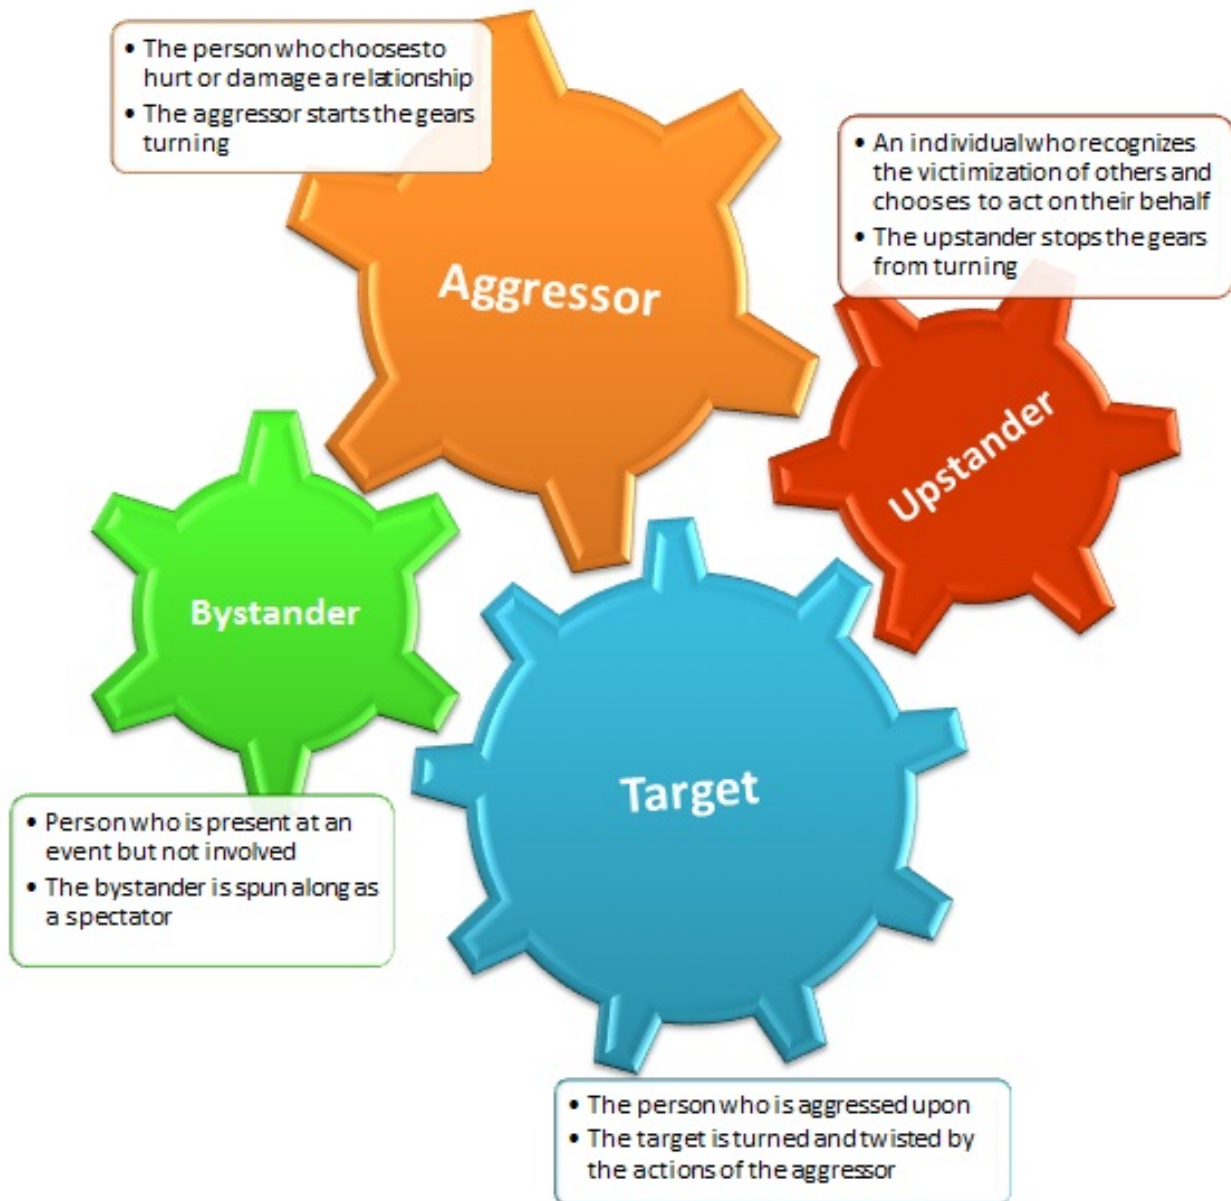 • The person who chooses to
hurt or damage a relationship
• The aggressor starts the gears
turning
Aggressor
• An individual who recognizes
the victimization of others and
chooses to act on their behalf
• The upstander stops the gears
from turning
Upstander
Bystander
• Person who is present at an
event but not involved
• The bystander is spun along as
a spectator
Target
• The person who is aggressed upon
• The target is turned and twisted by
the actions of the aggressor